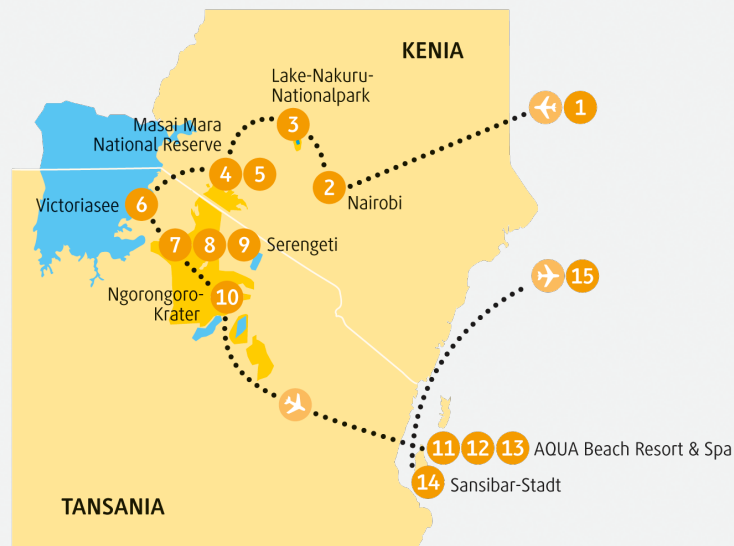 KENIA
Lake-Nakuru-
Nationalpark
1
3
Masai Mara
National Reserve
4 5
2
Nairobi
Victoriasee
6
7 8 9
Serengeti
15
Ngorongoro-
Krater
10
11 12 13
AQUA Beach Resort & Spa
14
Sansibar-Stadt
TANSANIA